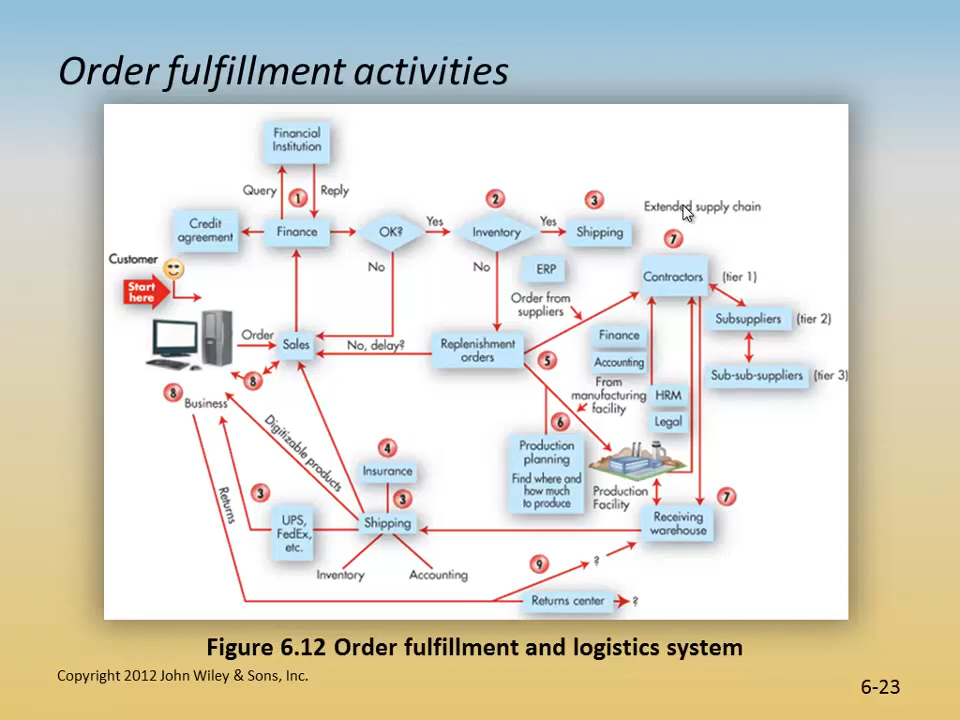 Order fulfillment activities
Financial
Institution
Query
Reply
1
2
3
Extended supply chain
Credit
agreement
Finance
OK?
Yes
Inventory
Yes
Shipping
7
Customer
No
No
ERP
Contractors
(tier 1)
Start
here
Order from
suppliers
Subsuppliers
(tier 2)
Order
Sales
No, delay?
Replenishment
orders
Finance
5
Accounting
Sub-sub-suppliers
(tier 3)
8
8
Business
From
manufacturing
facility
HRM
Legal
6
Digitizable products
4
Insurance
Production
planning
Find where and
how much
to produce
Production
Facility
Returns
3
3
7
UPS,
FedEx,
etc.
Shipping
Receiving
warehouse
Inventory
Accounting
9
?
Returns center
?
Figure 6.12 Order fulfillment and logistics system
Copyright 2012 John Wiley & Sons, Inc.
6-23